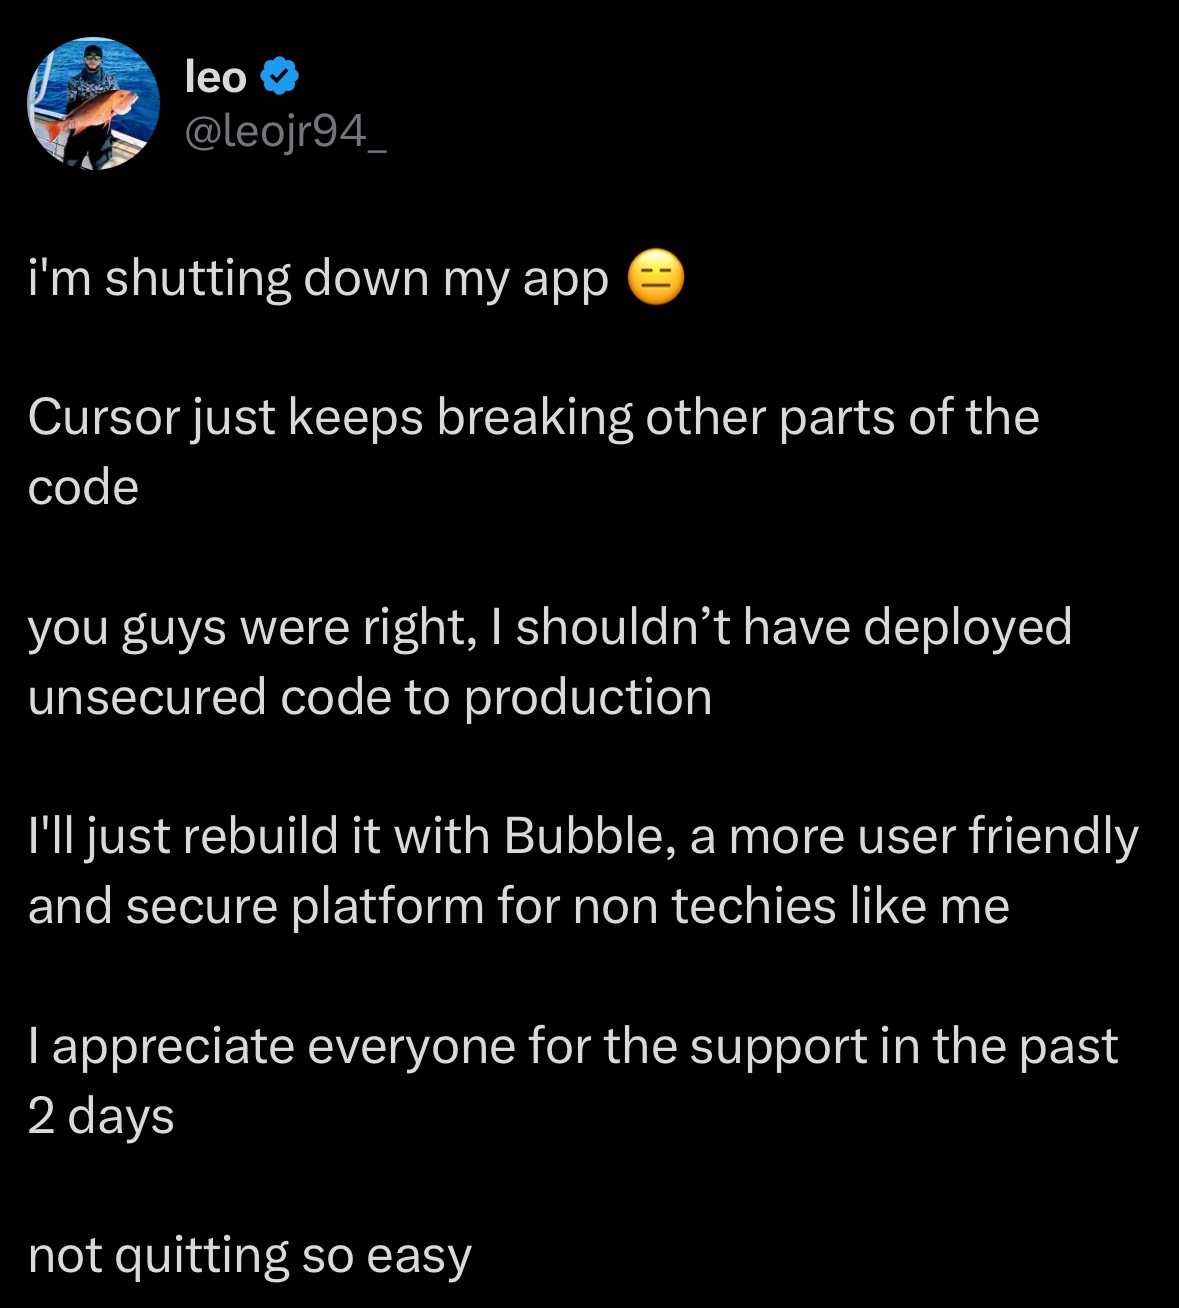 leo
@leojr94_
i'm shutting down my app 😑
Cursor just keeps breaking other parts of the
code
you guys were right, I shouldn’t have deployed
unsecured code to production
I'll just rebuild it with Bubble, a more user friendly
and secure platform for non techies like me
I appreciate everyone for the support in the past
2 days
not quitting so easy